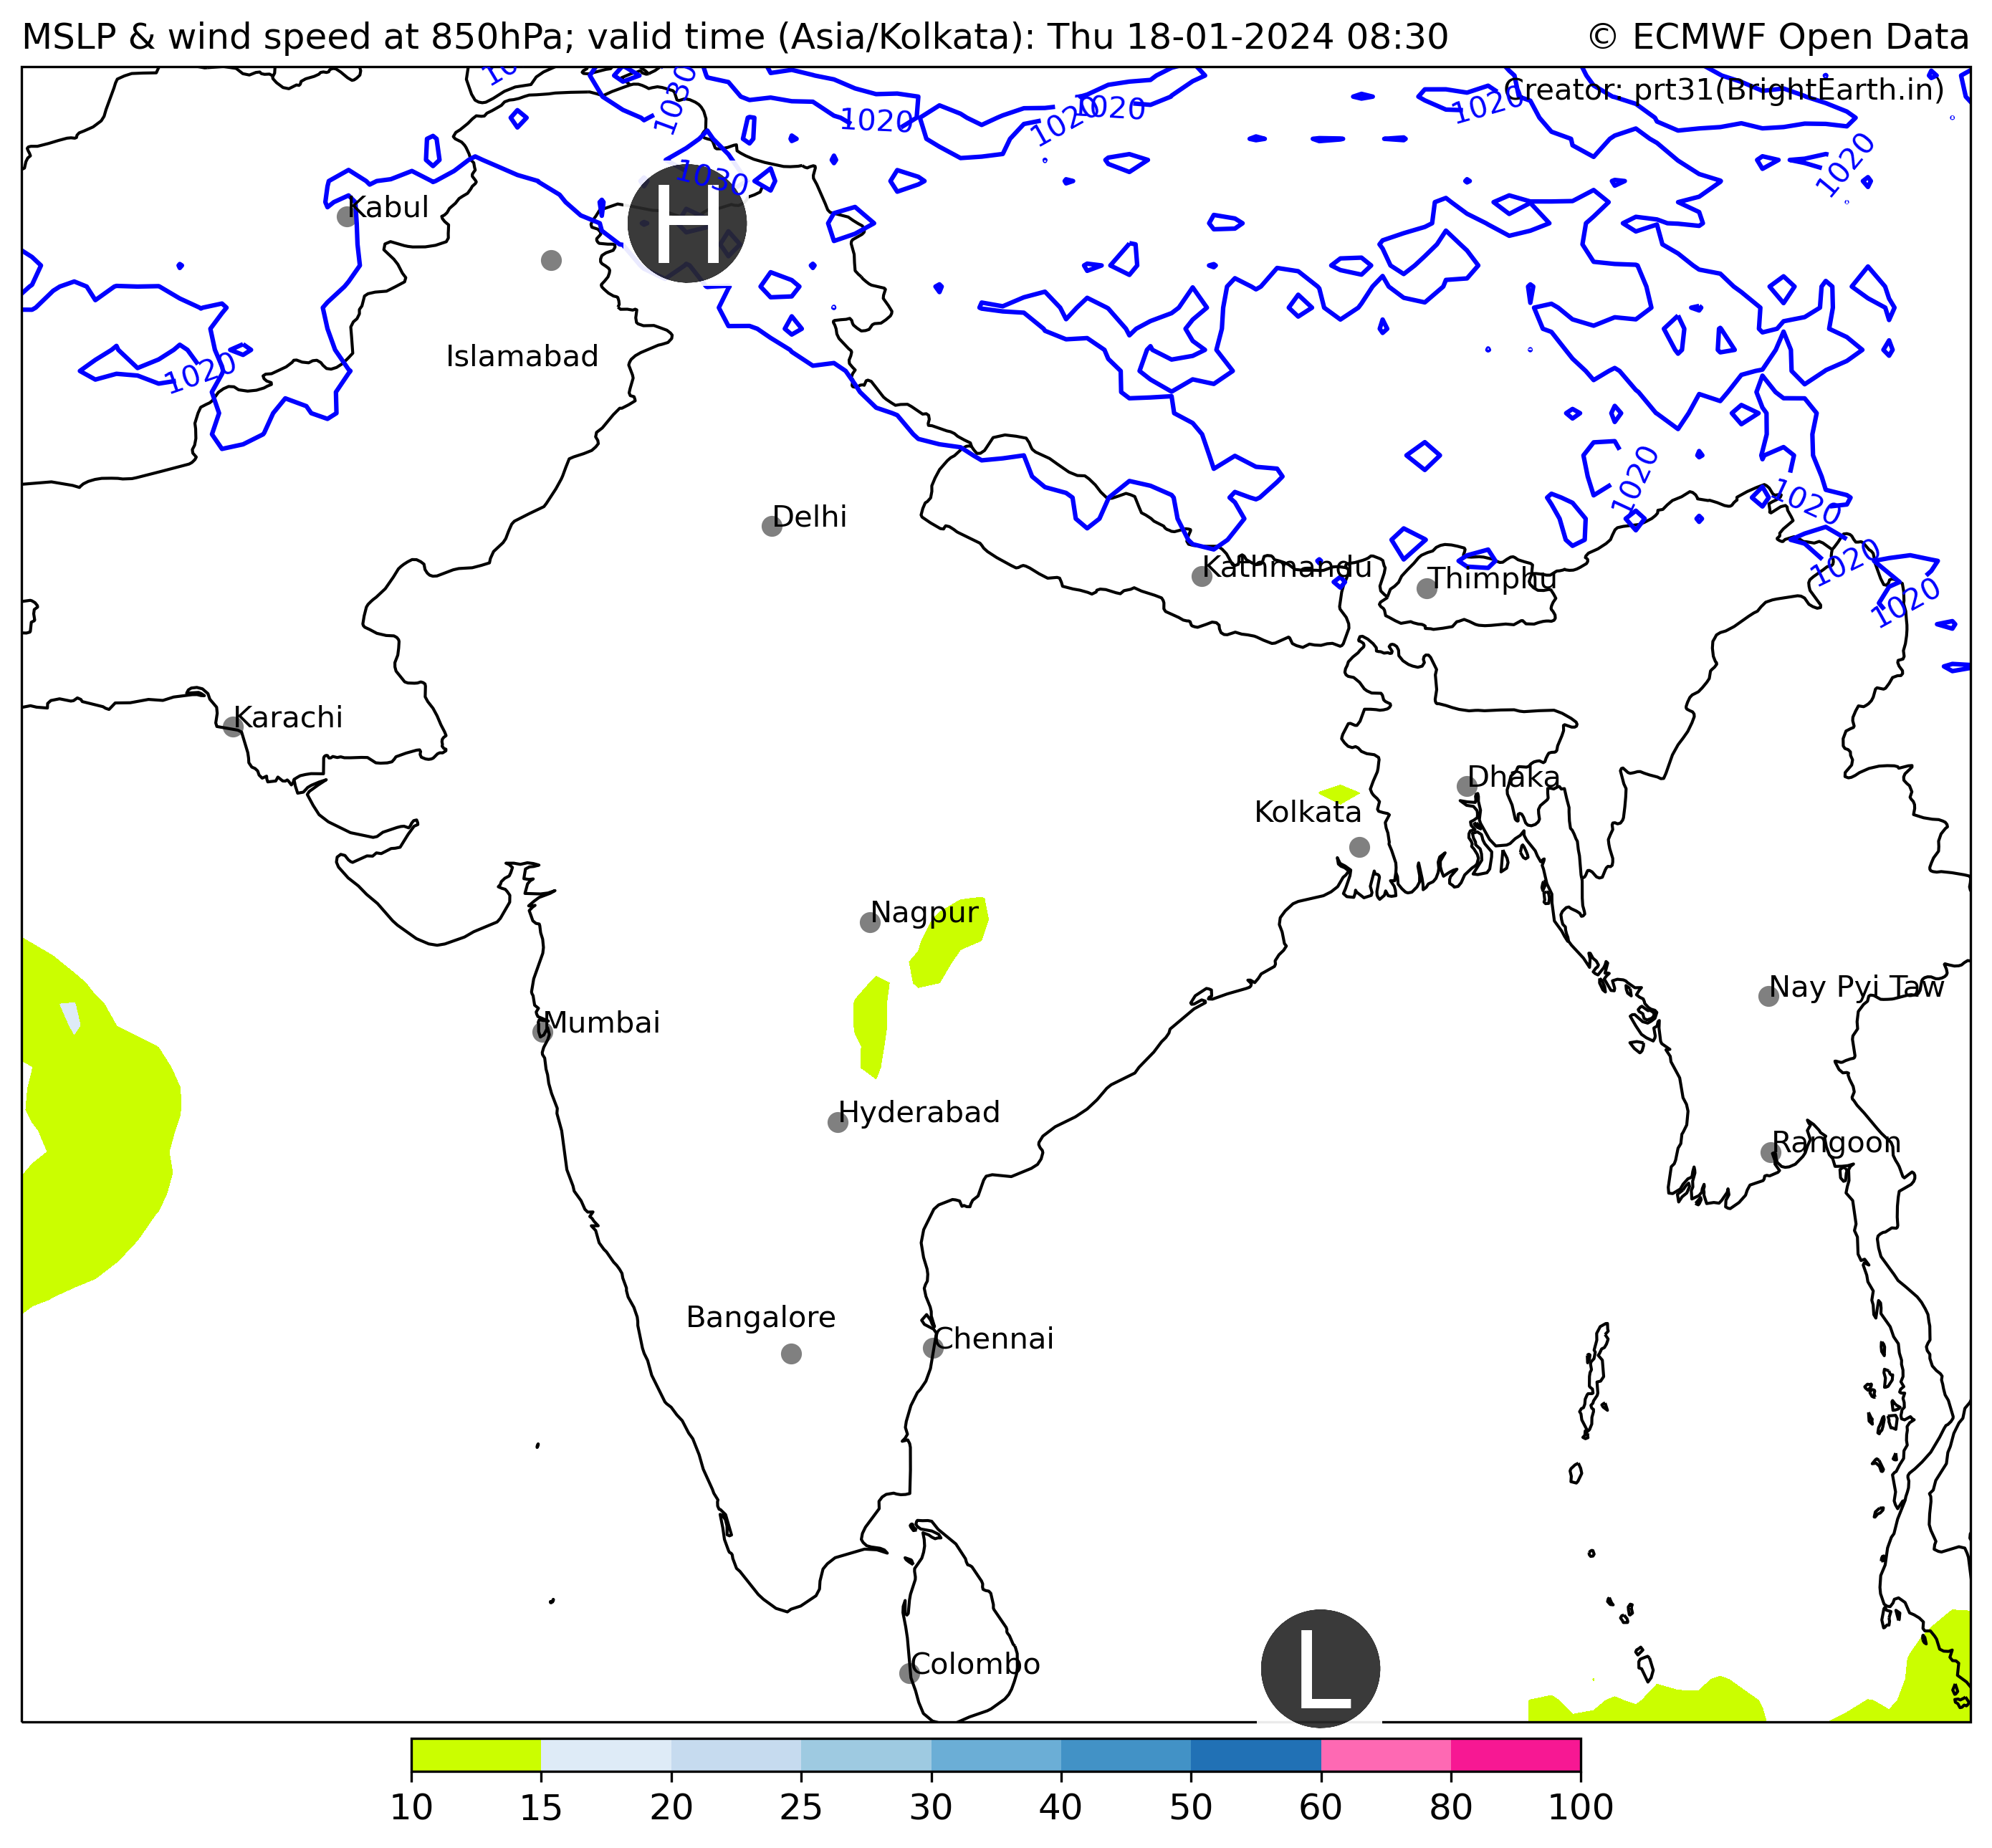 MSLP & wind speed at 850hPa; valid time (Asia/Kolkata): Thu 18-01-2024 08:30
© ECMWF Open Data
Creator: prt31(BrightEarth.in)
1030
1020
1020
1020
1020
1020
1030
H
Kabul
Islamabad
1020
Delhi
1020
1020
Kathmandu
Thimphu
1020
1020
Karachi
Dhaka
Kolkata
Nagpur
Nay Pyi Taw
Mumbai
Hyderabad
Rangoon
Bangalore
Chennai
Colombo
L
10 15 20 25 30 40 50 60 80 100